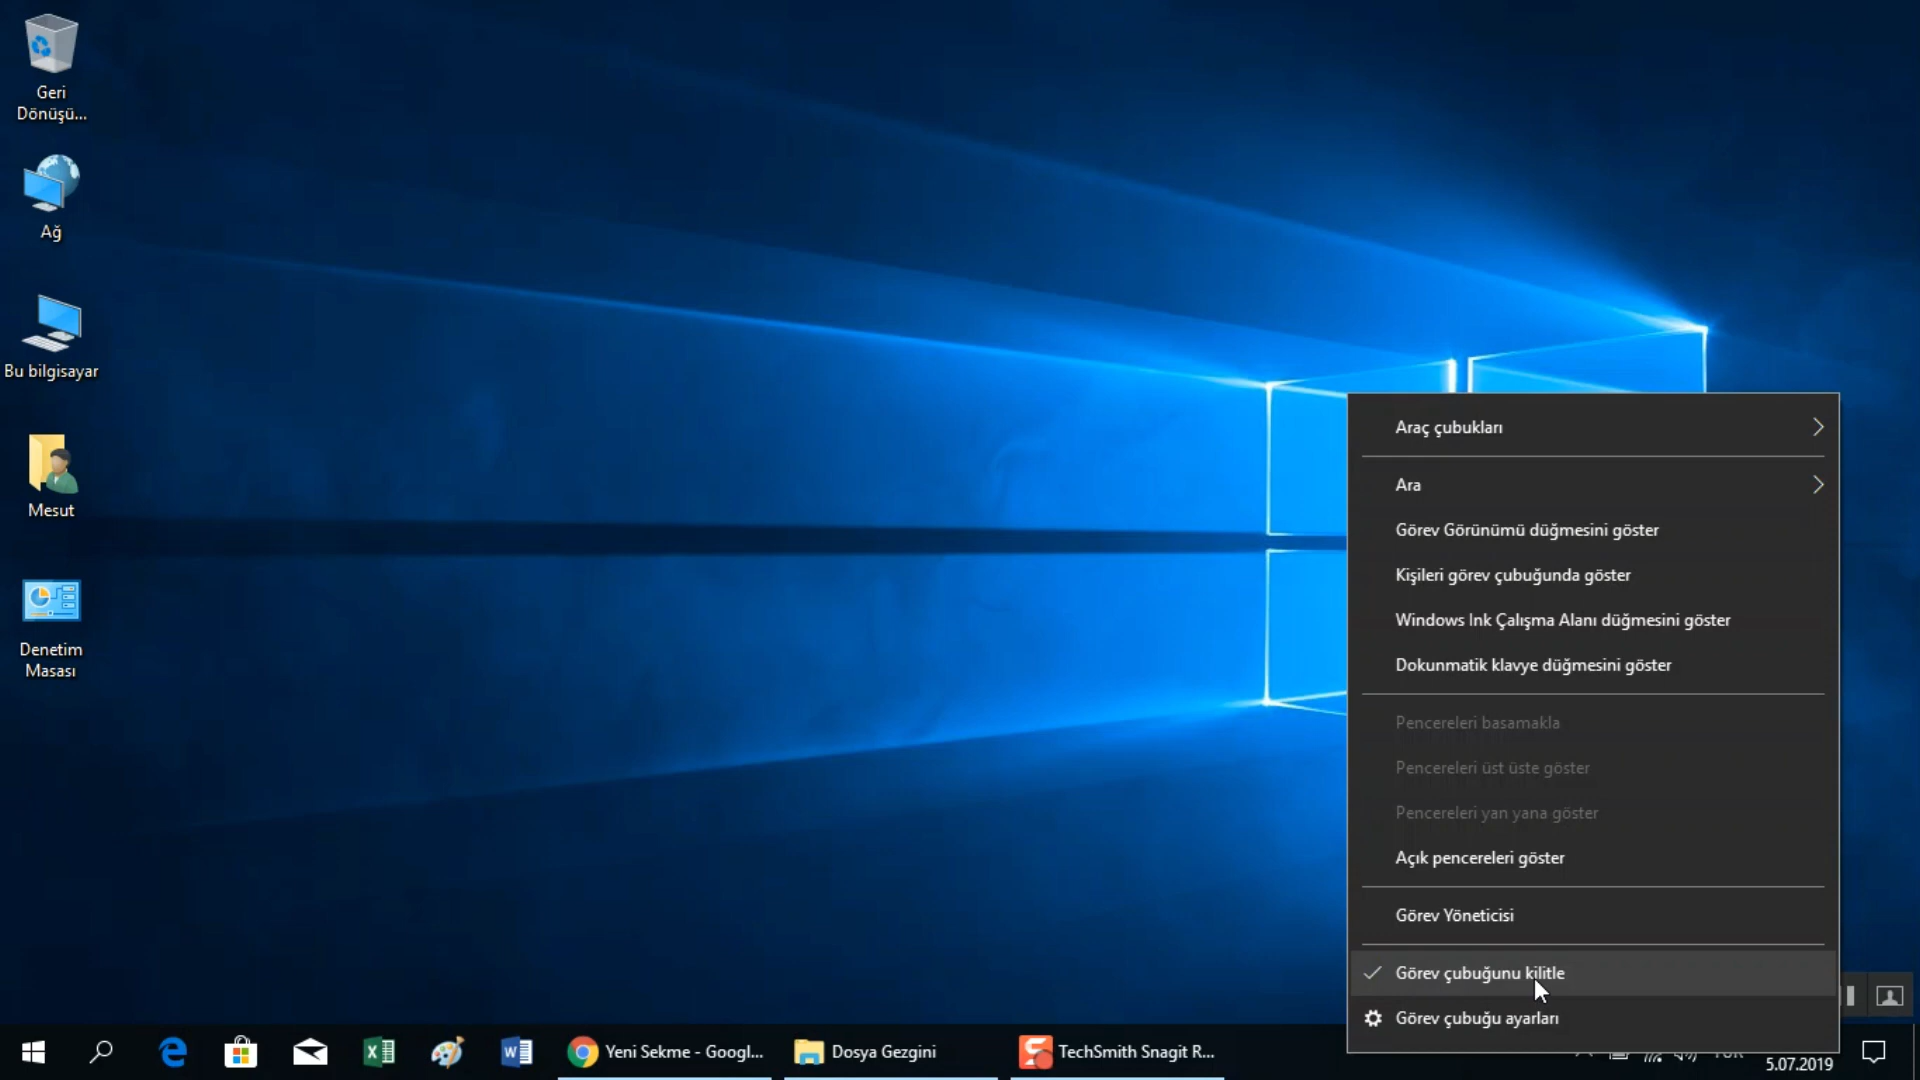 Geri
Dönüşü...
Ağ
Bu bilgisayar
Mesut
Denetim
Masası
Araç çubukları
Ara
Görev Görünümü düğmesini göster
Kişileri görev çubuğunda göster
Windows Ink Çalışma Alanı düğmesini göster
Dokunmatik klavye düğmesini göster
Pencereleri basamakla
Pencereleri üst üste göster
Pencereleri yan yana göster
Açık pencereleri göster
Görev Yöneticisi
Görev çubuğunu kilitle
Görev çubuğu ayarları
Yeni Sekme - Googl...
Dosya Gezgini
TechSmith Snagit R...
5.07.2019